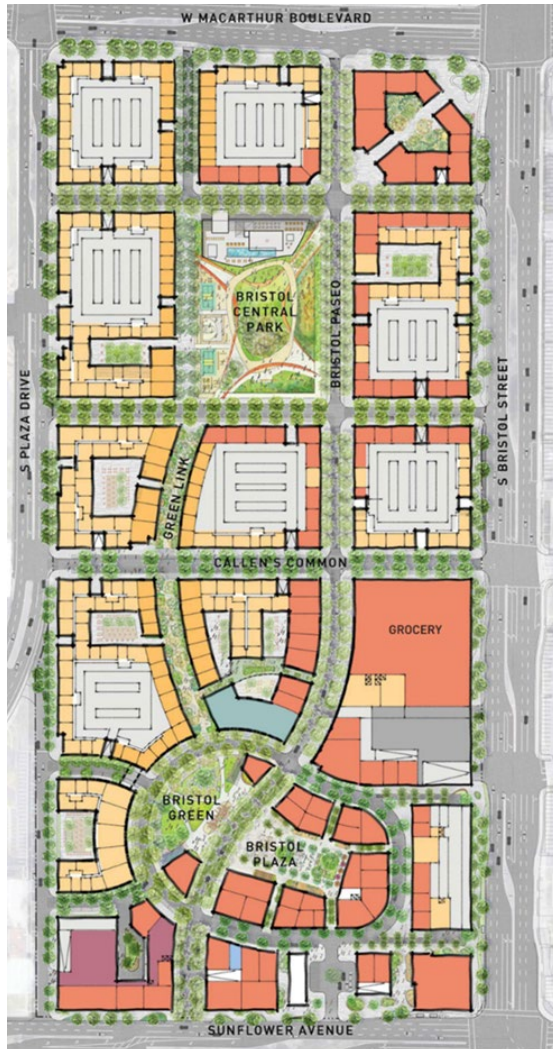 W MACARTHUR BOULEVARD
BRISTOL
CENTRAL
PARK
BRISTOL PASEO
S PLAZA DRIVE
S BRISTOL STREET
GREEN LINK
CALLEN'S COMMON
GROCERY
BRISTOL
GREEN
BRISTOL
PLAZA
SUNFLOWER AVENUE